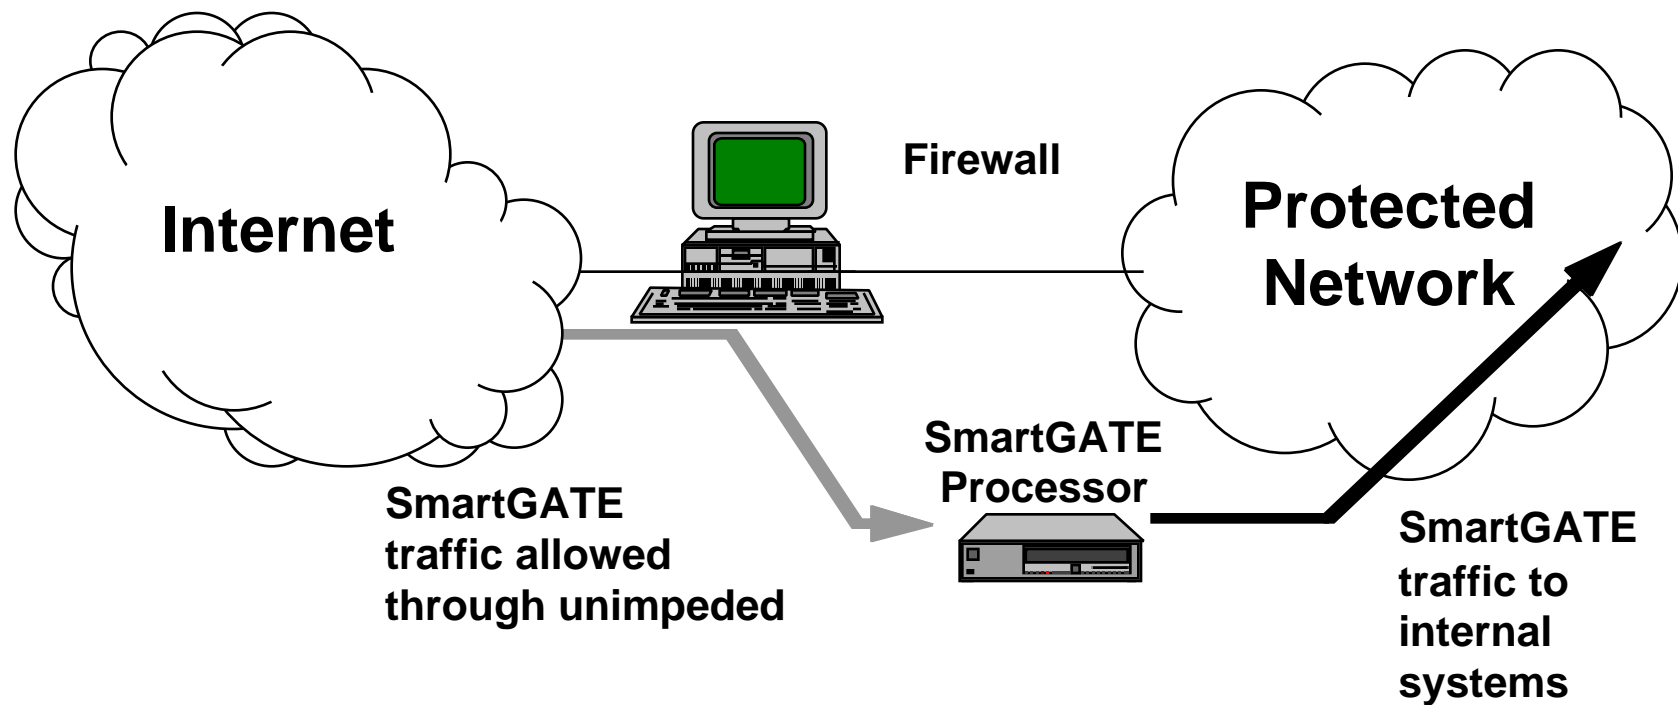 Internet
Firewall
Protected
Network
SmartGATE
Processor
SmartGATE
traffic allowed
through unimpeded
SmartGATE
traffic to
internal
systems